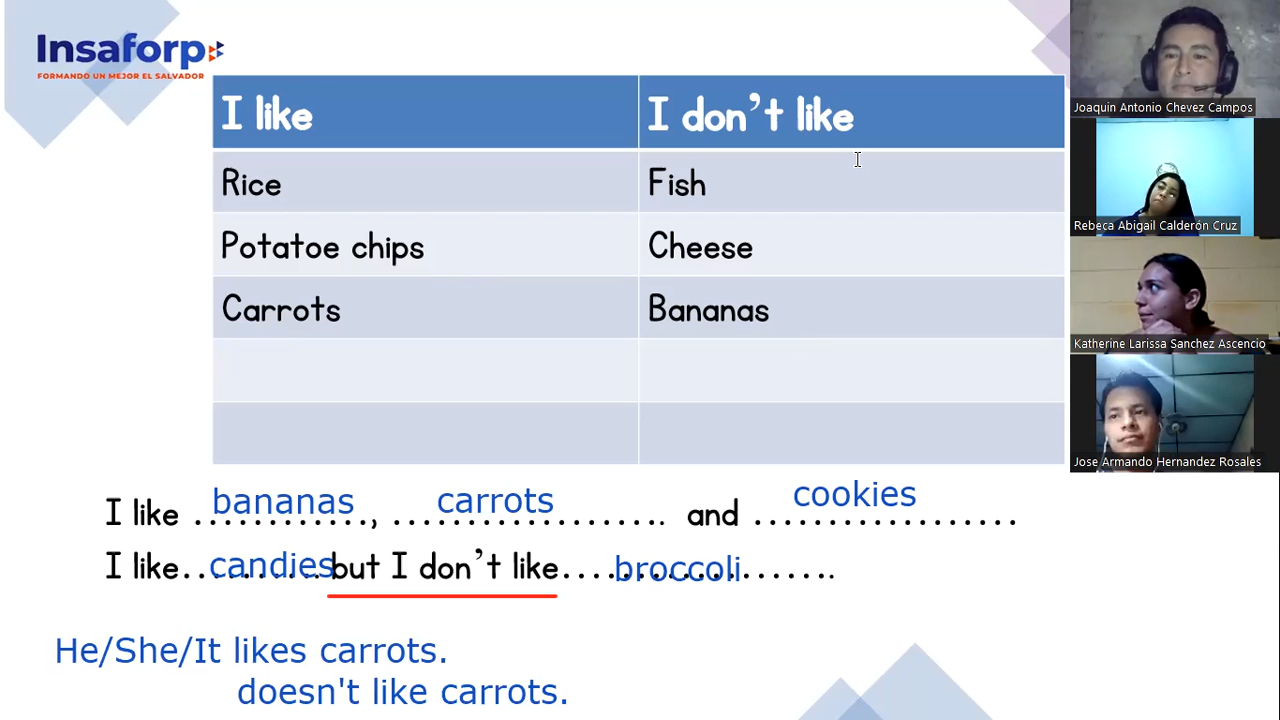 Insaforp
FORMANDO UN MEJOR EL SALVADOR
I like
I don't like
Rice
Fish
Potatoe chips
Cheese
Carrots
Bananas
I like bananas, carrots and cookies
I like candies but I don't like broccoli
He/She/It likes carrots.
doesn't like carrots.
Joaquin Antonio Chevez Campos
Rebeca Abigail Calderón Cruz
Katherine Larissa Sanchez Ascencio
Jose Armando Hernandez Rosales